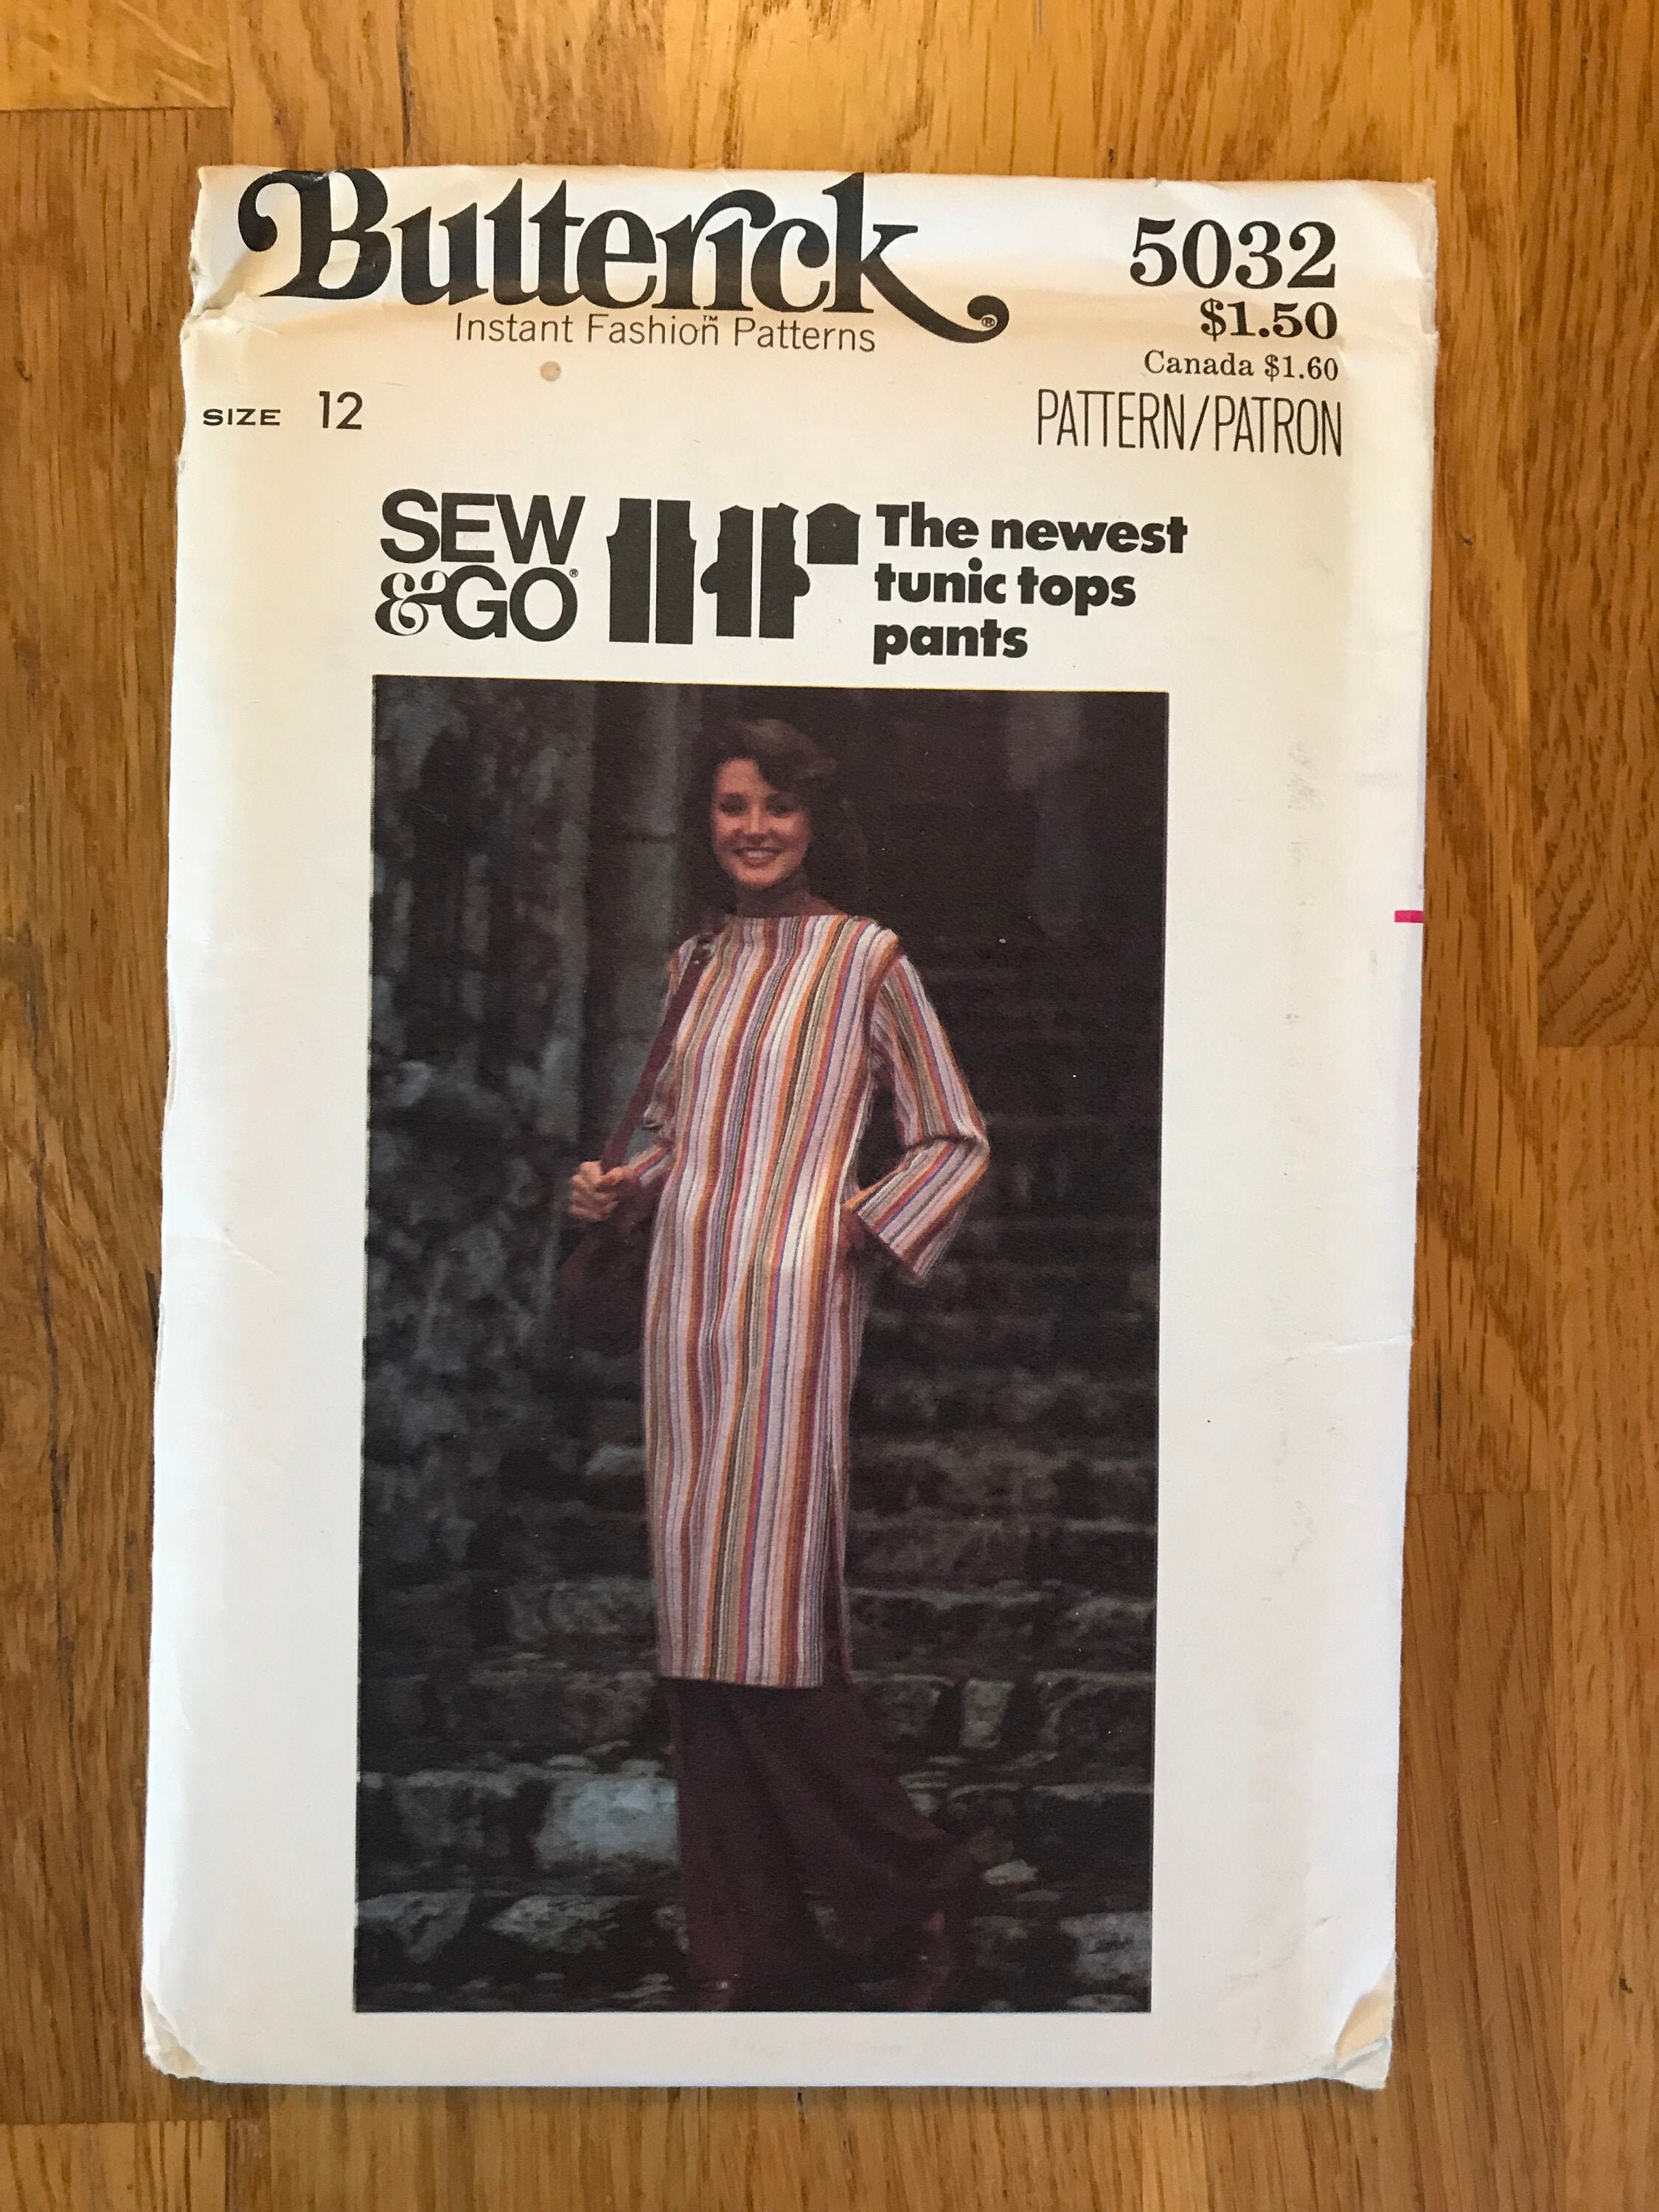 Butterick®
Instant Fashion™ Patterns
5032
$1.50
Canada $1.60
SIZE 12
PATTERN/PATRON
SEW
&GO®
The newest
tunic tops
pants